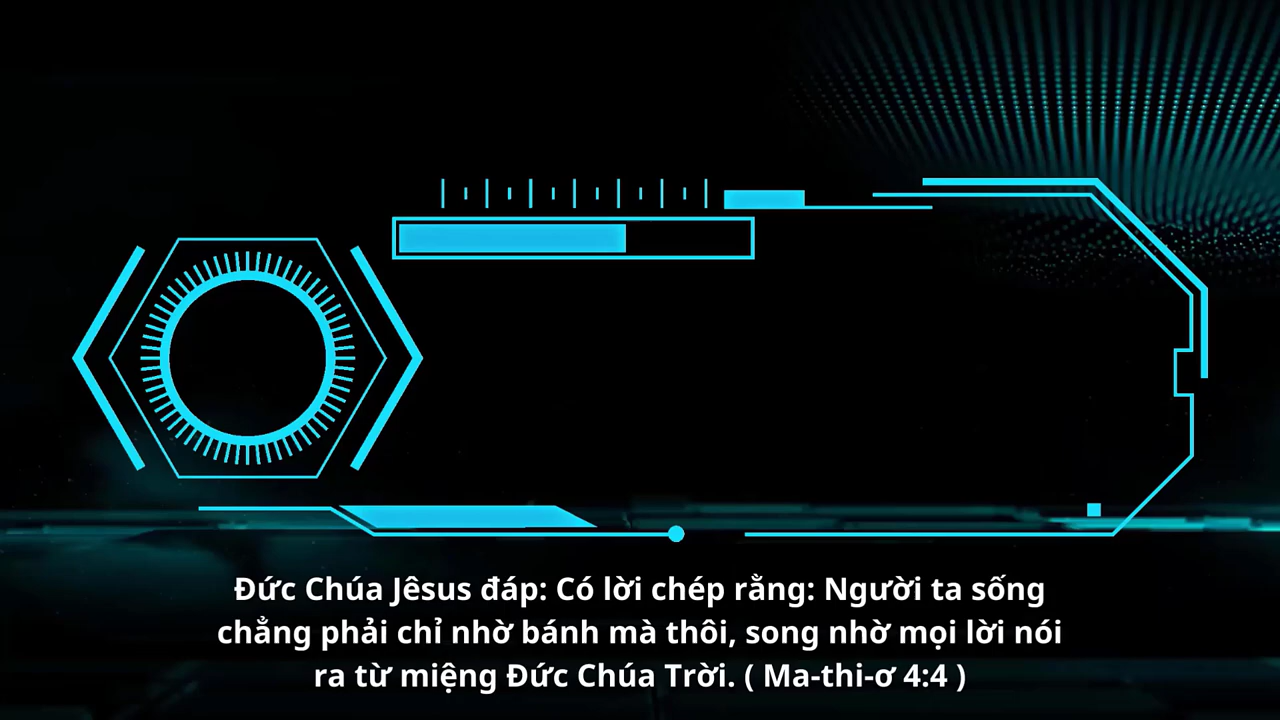 Đức Chúa Jêsus đáp: Có lời chép rằng: Người ta sống
chẳng phải chỉ nhờ bánh mà thôi, song nhờ mọi lời nói
ra từ miệng Đức Chúa Trời. ( Ma-thi-ơ 4:4 )